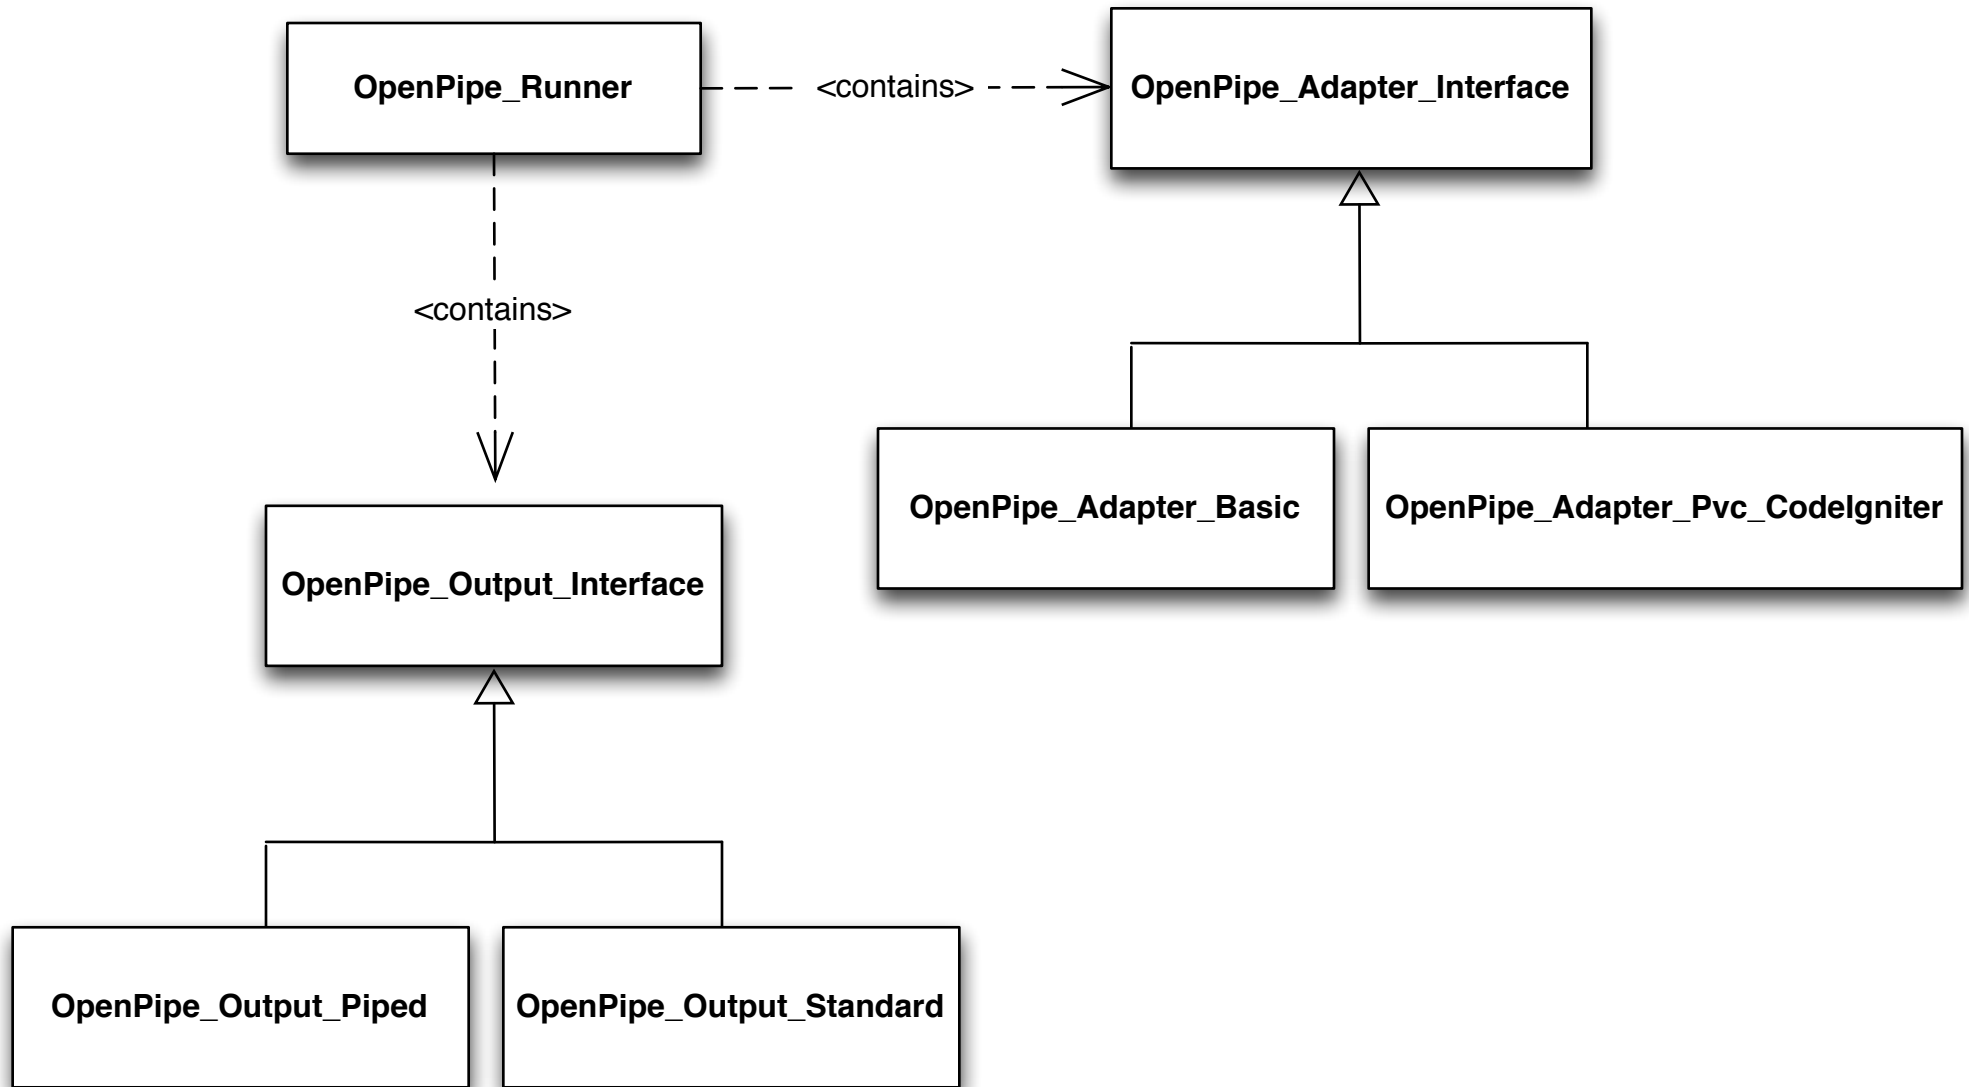 OpenPipe_Runner
<contains>
OpenPipe_Adapter_Interface
<contains>
OpenPipe_Adapter_Basic
OpenPipe_Adapter_Pvc_CodeIgniter
OpenPipe_Output_Interface
OpenPipe_Output_Piped
OpenPipe_Output_Standard